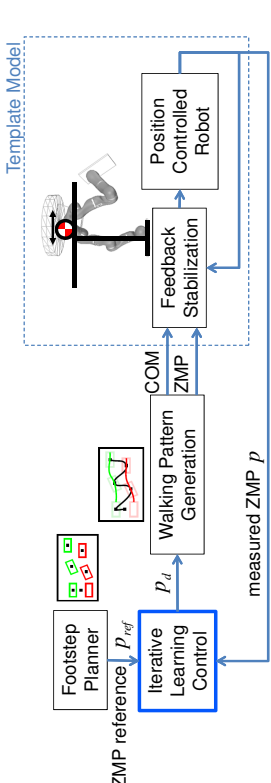 Template Model
Position
Controlled
Robot
Feedback
Stabilization
COM
ZMP
Walking Pattern
Generation
p_d
measured ZMP p
Footstep
Planner
ZMP reference p_ref
Iterative
Learning
Control